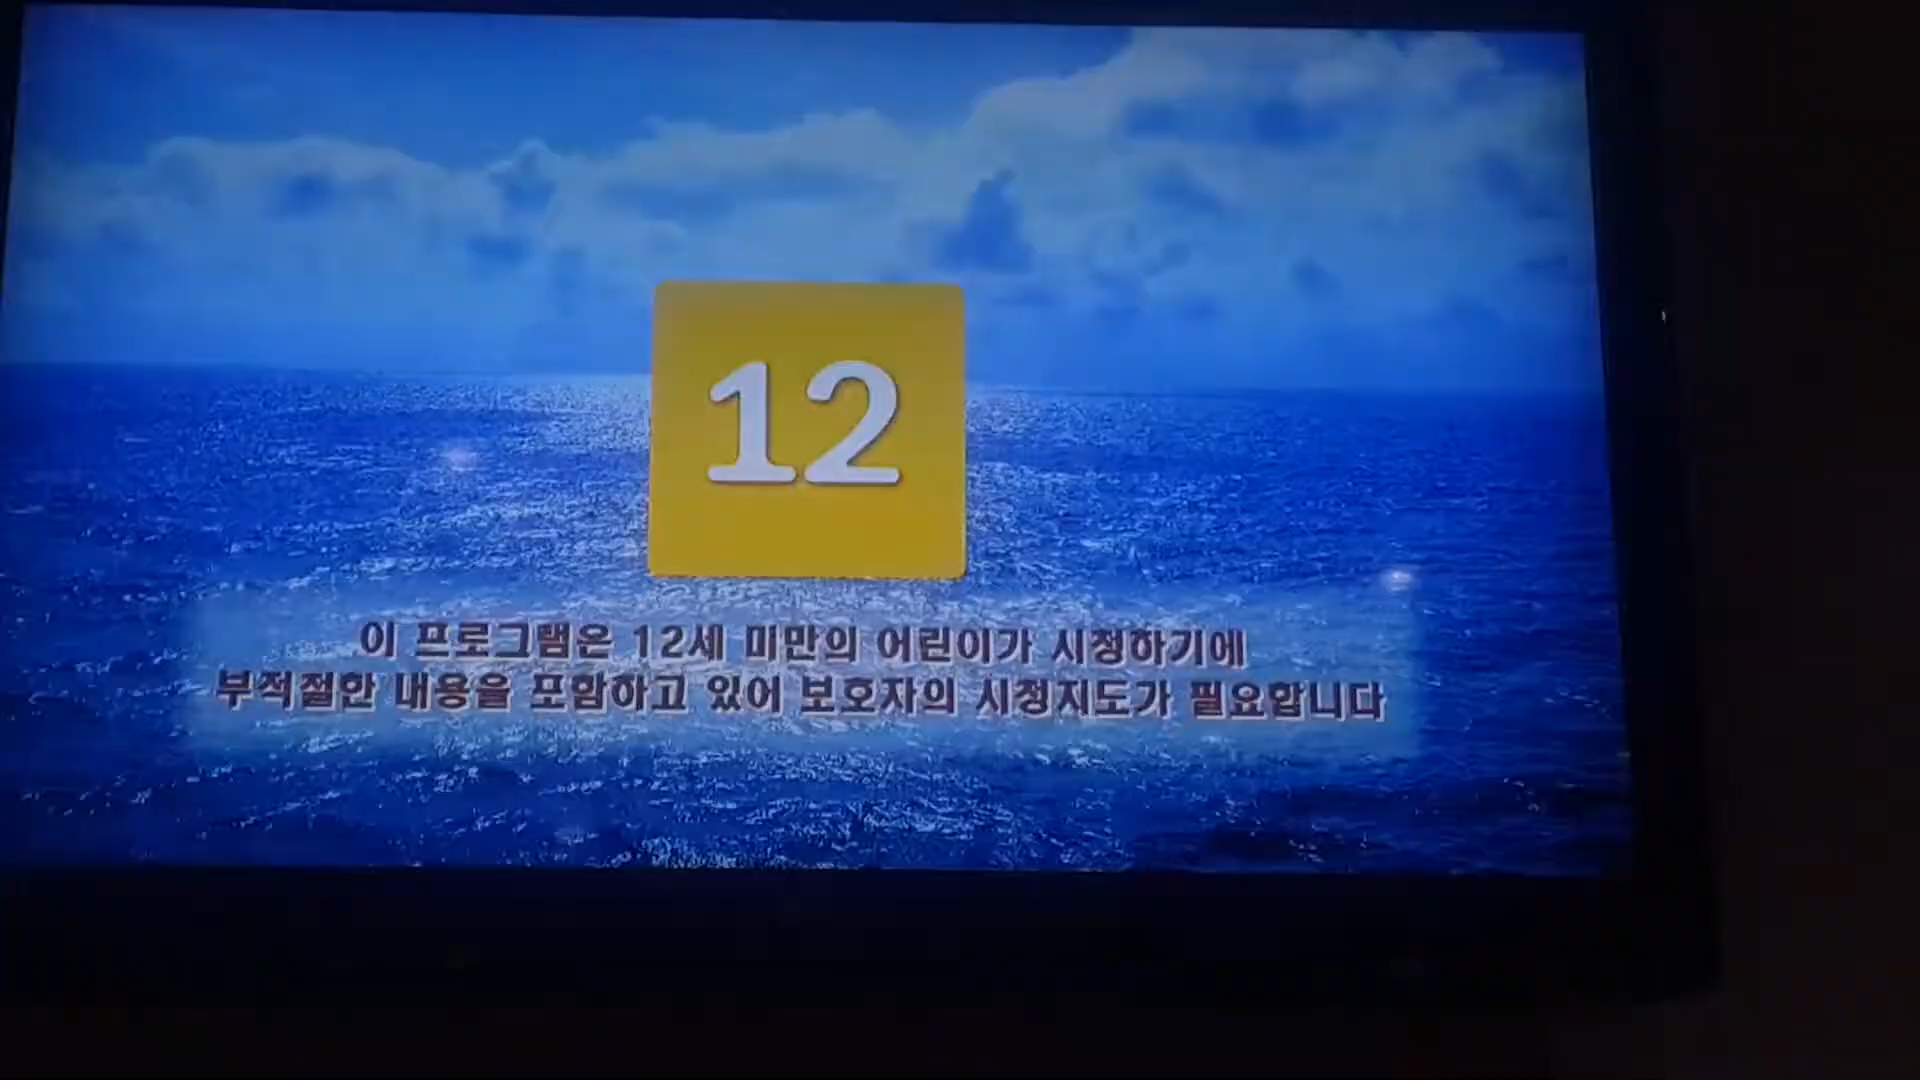 12
이 프로그램은 12세 미만의 어린이가 시청하기에
부적절한 내용을 포함하고 있어 보호자의 시청지도가 필요합니다